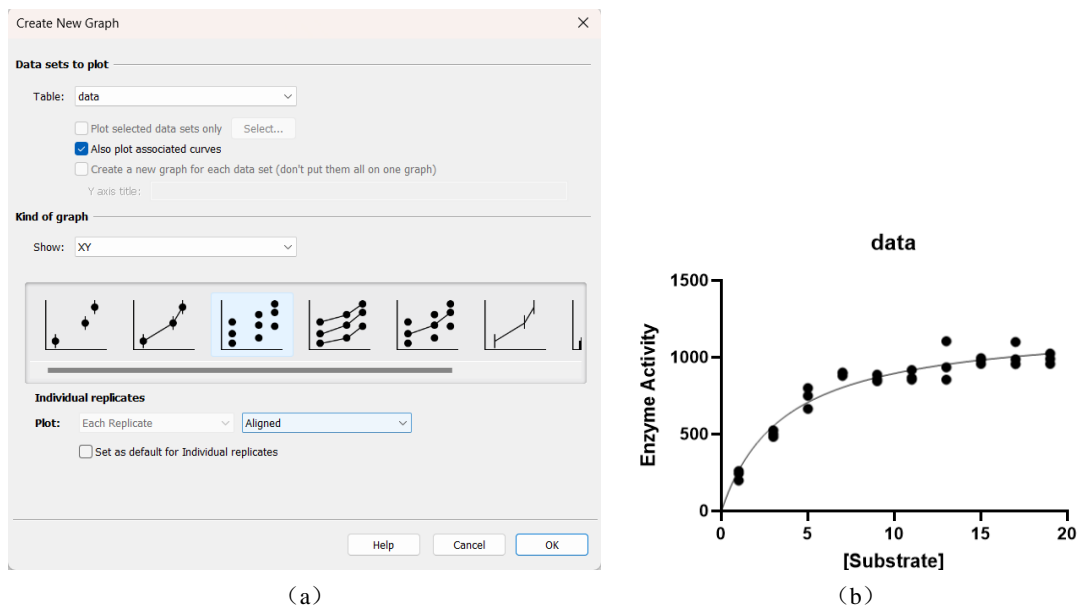 Create New Graph
Data sets to plot
Table: data
Plot selected data sets only Select...
Also plot associated curves
Create a new graph for each data set (don't put them all on one graph)
Y axis title:
Kind of graph
Show: XY
Individual replicates
Plot: Each Replicate Aligned
Set as default for Individual replicates
Help Cancel OK
（a）
data
1500
1000
500
0
Enzyme Activity
0 5 10 15 20
[Substrate]
（b）